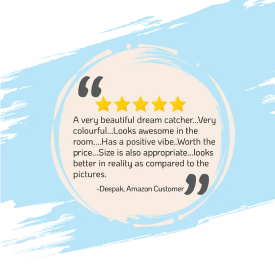 A very beautiful dream catcher...Very
colourful...Looks awesome in the
room....Has a positive vibe..Worth the
price...Size is also appropriate...looks
better in reality as compared to the
pictures.
-Deepak, Amazon Customer